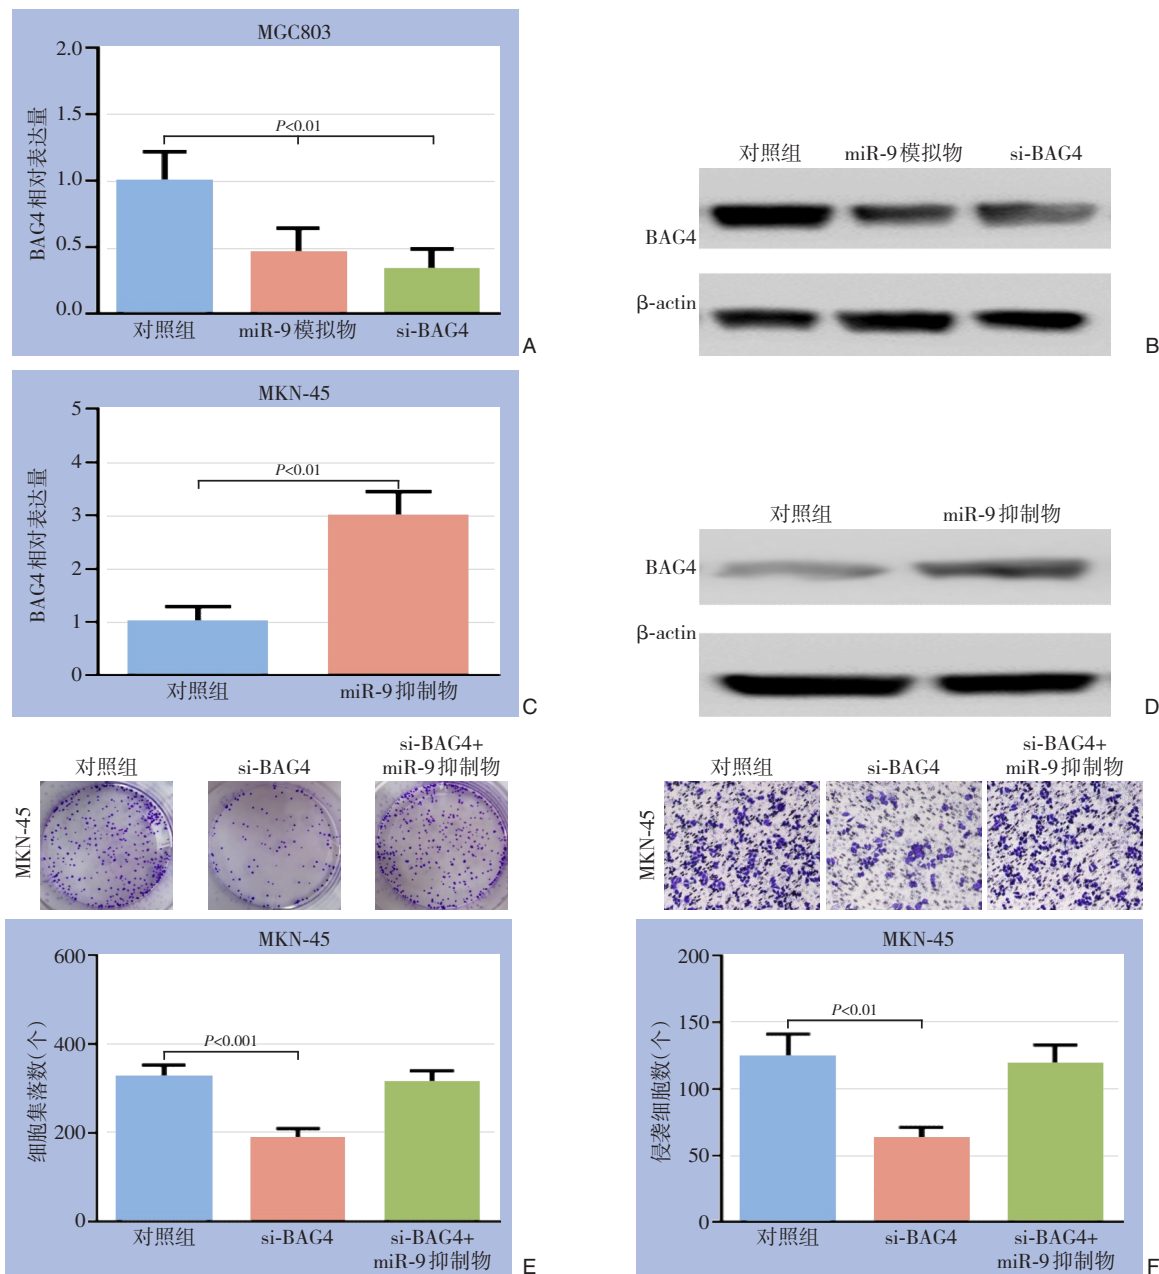 MGC803
2.0
1.5
1.0
0.5
0.0
BAG4相对表达量
P<0.01
对照组 miR-9模拟物 si-BAG4
A
对照组 miR-9模拟物 si-BAG4
BAG4
β-actin
B
MKN-45
5
4
3
2
1
0
BAG4相对表达量
P<0.01
对照组 miR-9抑制物
C
对照组 miR-9抑制物
BAG4
β-actin
D
对照组 si-BAG4 si-BAG4+
miR-9抑制物
MKN-45
MKN-45
600
400
200
0
细胞集落数(个)
P<0.001
对照组 si-BAG4 si-BAG4+
miR-9抑制物
E
对照组 si-BAG4 si-BAG4+
miR-9抑制物
MKN-45
MKN-45
200
150
100
50
0
侵袭细胞数(个)
P<0.01
对照组 si-BAG4 si-BAG4+
miR-9抑制物
F